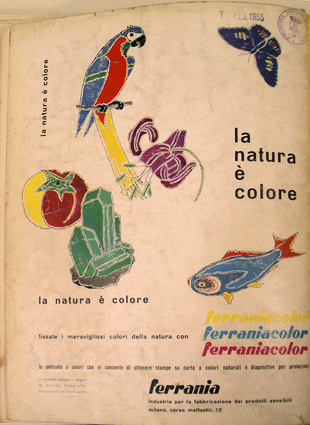 FEB. 1955
la natura è colore
la
natura
è
colore
la natura è colore
fissate i meravigliosi colori della natura con
ferraniacolor
ferraniacolor
ferraniacolor
la pellicola a colori che vi consente di ottenere stampe su carta a colori naturali e diapositive per proiezioni
ferrania
industria per la fabbricazione dei prodotti sensibili
milano, corso matteotti, 12